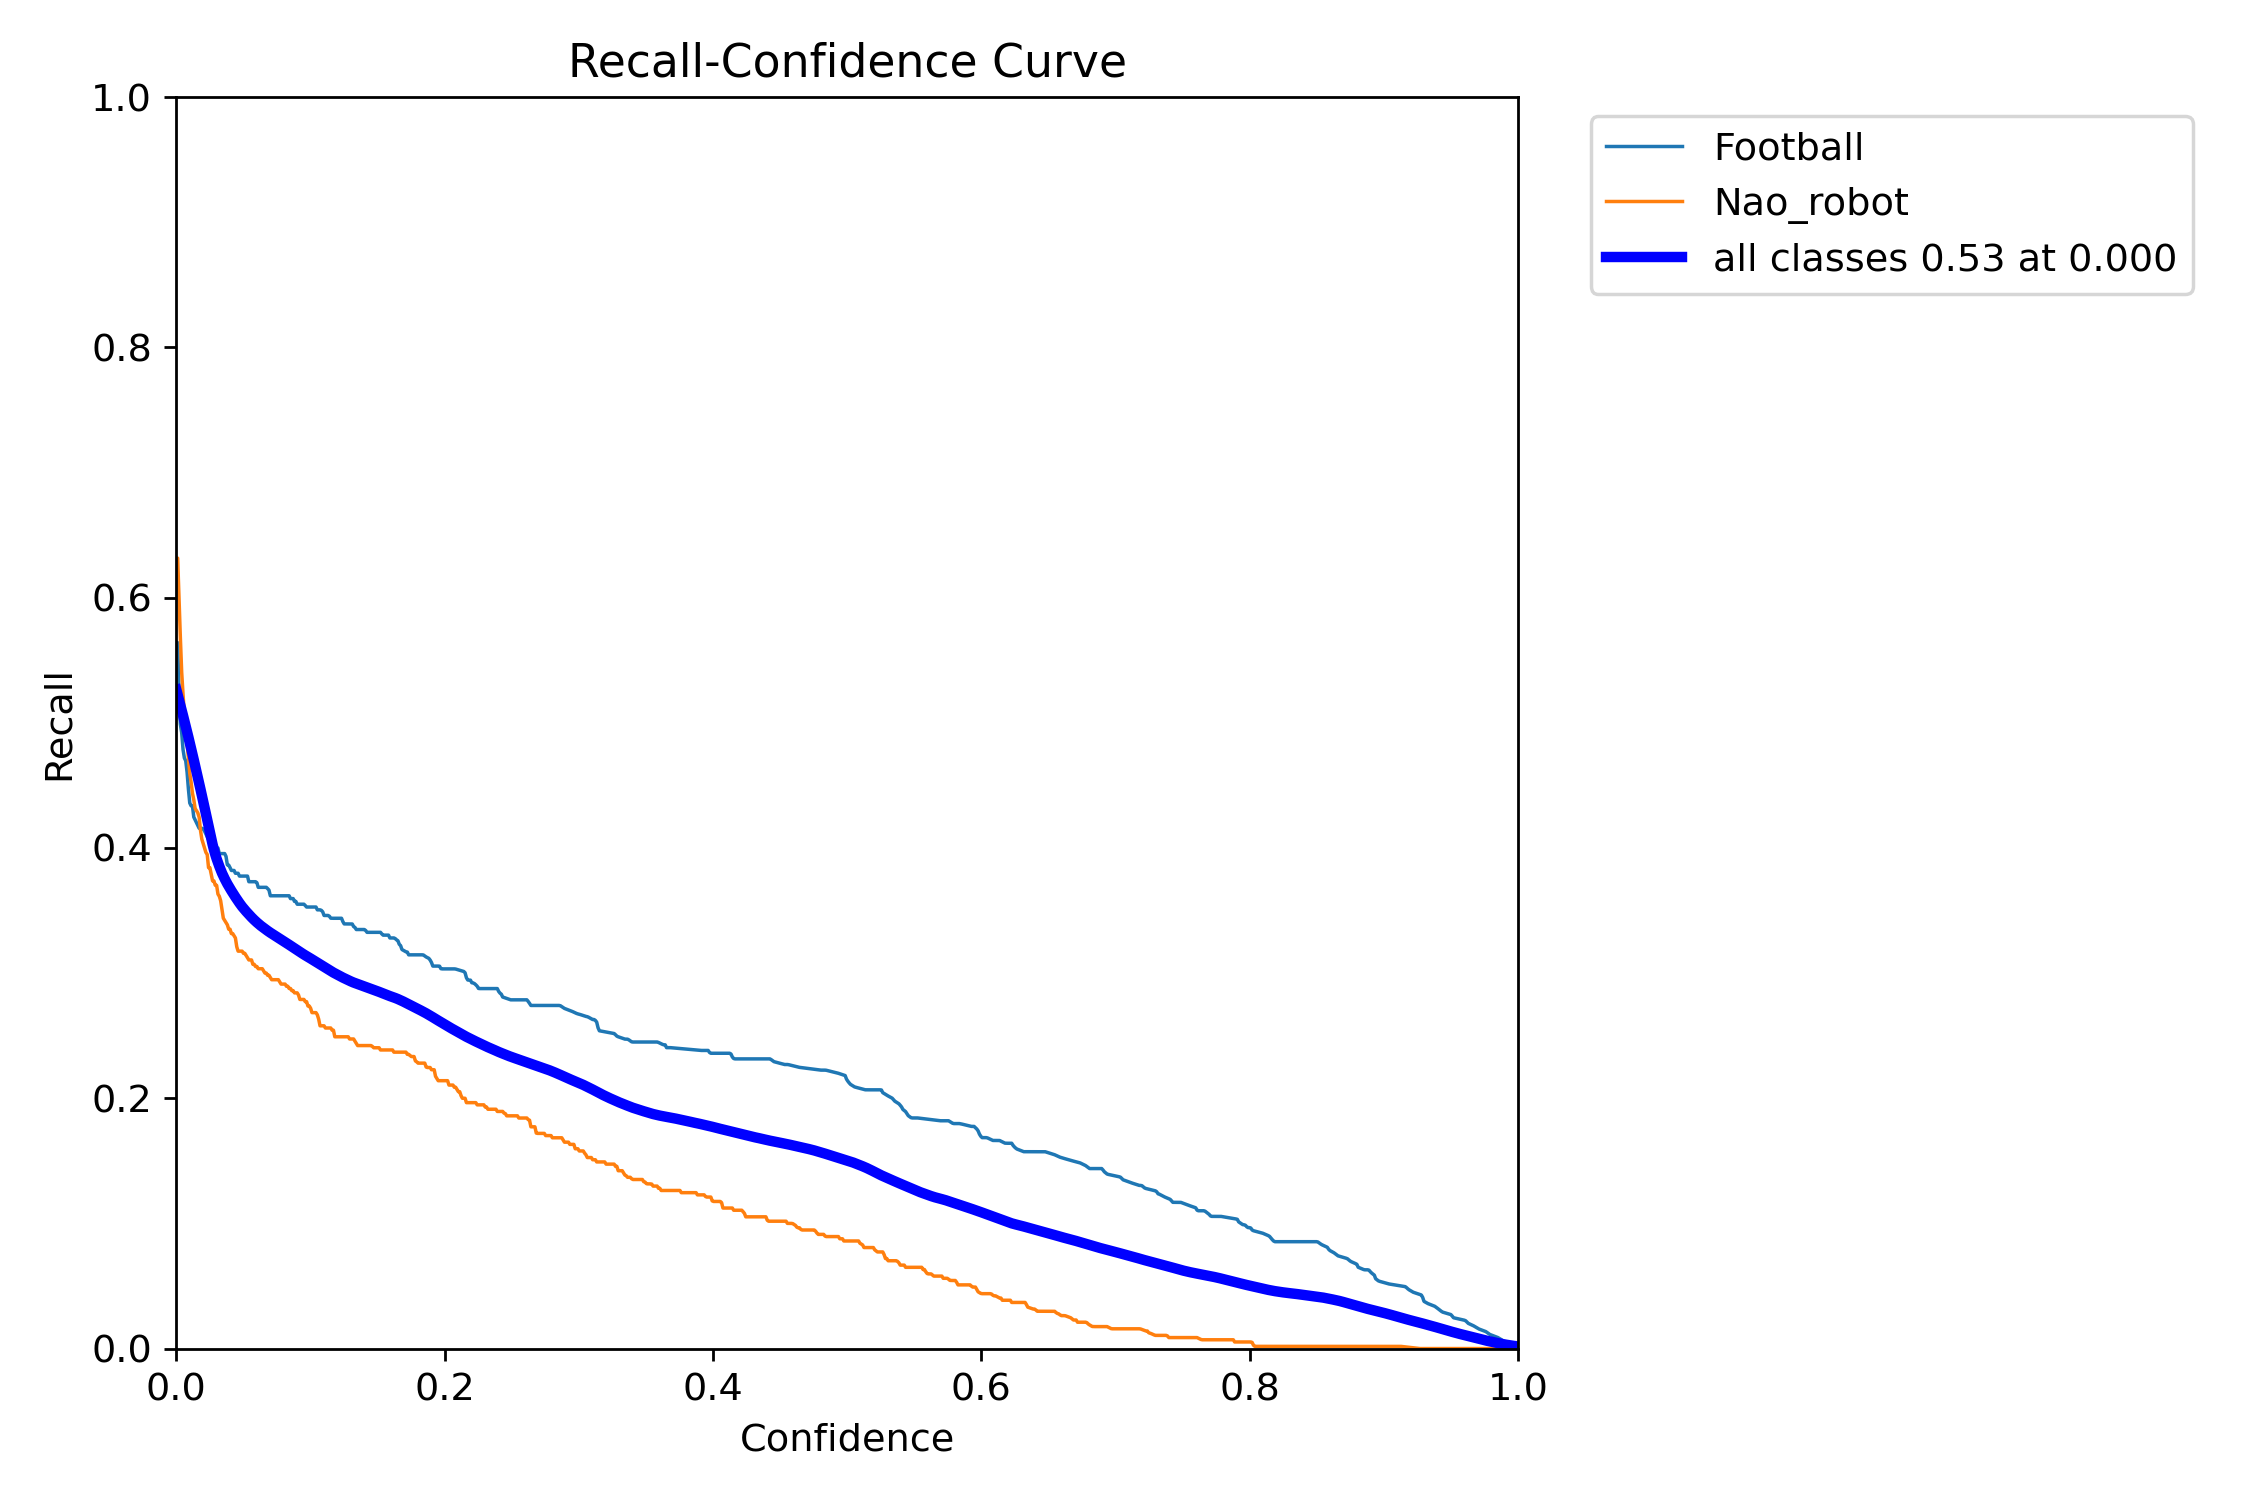 Recall-Confidence Curve
1.0
0.8
0.6
0.4
0.2
0.0
Recall
0.0 0.2 0.4 0.6 0.8 1.0
Confidence
Football
Nao_robot
all classes 0.53 at 0.000